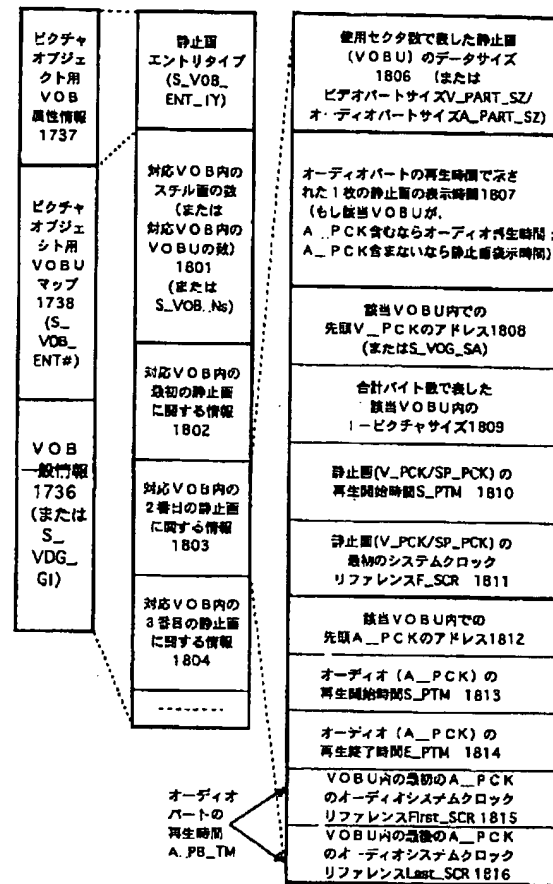 ピクチャ
オブジェ
クト用
VOB
属性情報
1737
ピクチャ
オブジェ
クト用
VOBU
マップ
1738
(S_
VOB_
ENT#)
VOB
一般情報
1736
(または
S_
VDG_
GI)
静止画
エントリタイプ
(S_VOB_
ENT_TY)
対応VOB内の
スチル画の数
(または
対応VOB内の
VOBUの数)
1801
(または
S_VOB_Ns)
対応VOB内の
最初の静止画
に関する情報
1802
対応VOB内の
2番目の静止画
に関する情報
1803
対応VOB内の
3番目の静止画
に関する情報
1804
使用セクタ数で表した静止画
(VOBU)のデータサイズ
1806 (または
ビデオパートサイズV_PART_SZ/
オーディオパートサイズA_PART_SZ)
オーディオパートの再生時間で示さ
れた1枚の静止画の表示時間1807
(もし該当VOBUが、
A__PCK含むならオーディオ再生時間;
A__PCK含まないなら静止画表示時間)
該当VOBU内での
先頭V__PCKのアドレス1808
(またはS_VOG_SA)
合計バイト数で表した
該当VOBU内の
Iーピクチャサイズ1809
静止画(V_PCK/SP_PCK)の
再生開始時間S_PTM 1810
静止画(V_PCK/SP_PCK)の
最初のシステムクロック
リファレンスF_SCR 1811
該当VOBU内での
先頭A__PCKのアドレス1812
オーディオ(A__PCK)の
再生開始時間S_PTM 1813
オーディオ(A__PCK)の
再生終了時間E_PTM 1814
VOBU内の最初のA__PCK
のオーディオシステムクロック
リファレンスFirst_SCR 1815
VOBU内の最後のA__PCK
のオーディオシステムクロック
リファレンスLast_SCR 1816
オーディオ
パートの
再生時間
A_PB_TM